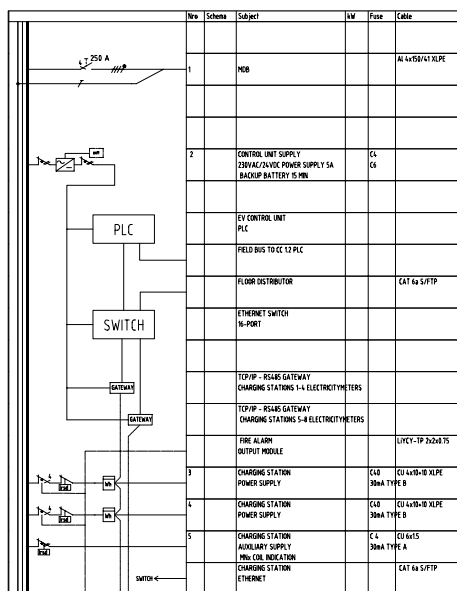 Nro Schema Subject kW Fuse Cable
4 250 A
1 MDB Al 4x150/41 XLPE
2 CONTROL UNIT SUPPLY C4
230VAC/24VDC POWER SUPPLY 5A C6
BACKUP BATTERY 15 MIN
PLC
EV CONTROL UNIT
PLC
FIELD BUS TO CC 1.2 PLC
FLOOR DISTRIBUTOR CAT 6a S/FTP
SWITCH
ETHERNET SWITCH
16-PORT
GATEWAY
TCP/IP - RS485 GATEWAY
CHARGING STATIONS 1-4 ELECTRICITYMETERS
GATEWAY
TCP/IP - RS485 GATEWAY
CHARGING STATIONS 5-8 ELECTRICITYMETERS
FIRE ALARM LiYCY-TP 2x2x0.75
OUTPUT MODULE
4 Wh 3 CHARGING STATION C40 CU 4x10+10 XLPE
POWER SUPPLY 30mA TYPE B
4 Wh 4 CHARGING STATION C40 CU 4x10+10 XLPE
POWER SUPPLY 30mA TYPE B
5 CHARGING STATION C 4 CU 6x1.5
AUXILIARY SUPPLY 30mA TYPE A
MNx COIL INDICATION
SWITCH CHARGING STATION CAT 6a S/FTP
ETHERNET